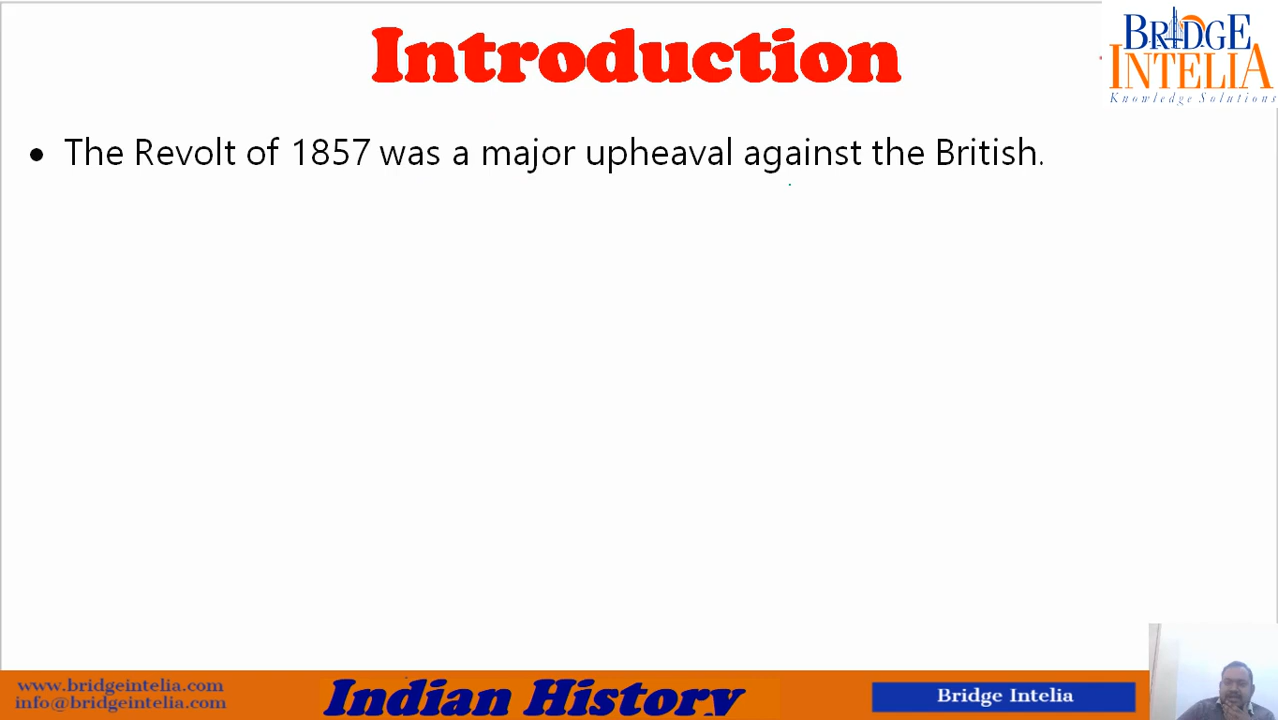 Introduction
BRIDGE
INTELIA
Knowledge Solutions
• The Revolt of 1857 was a major upheaval against the British.
www.bridgeintelia.com
info@bridgeintelia.com
Indian History
Bridge Intelia